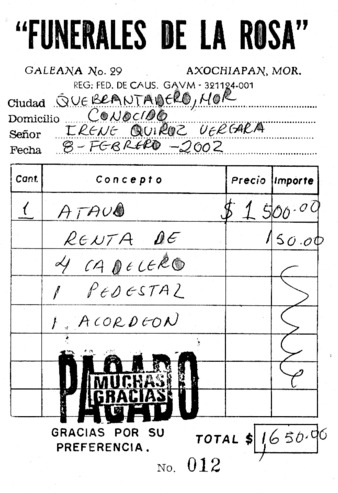 "FUNERALES DE LA ROSA"
GALEANA No. 29 AXOCHIAPAN, MOR.
REG. FED. DE CAUS. GAVM - 321124-001
Ciudad QUEBRANTADERO, MOR
Domicilio CONOCIDO
Señor IRENE QUIROZ VERGARA
Fecha 8-FEBRERO-2002
Cant. Concepto Precio Importe
1 ATAUD $1500.00
RENTA DE 150.00
4 CADELERO
1 PEDESTAL
1 ACORDEON
PAGADO
MUCHAS
GRACIAS
GRACIAS POR SU
PREFERENCIA. TOTAL $ 1,650.00
No. 012